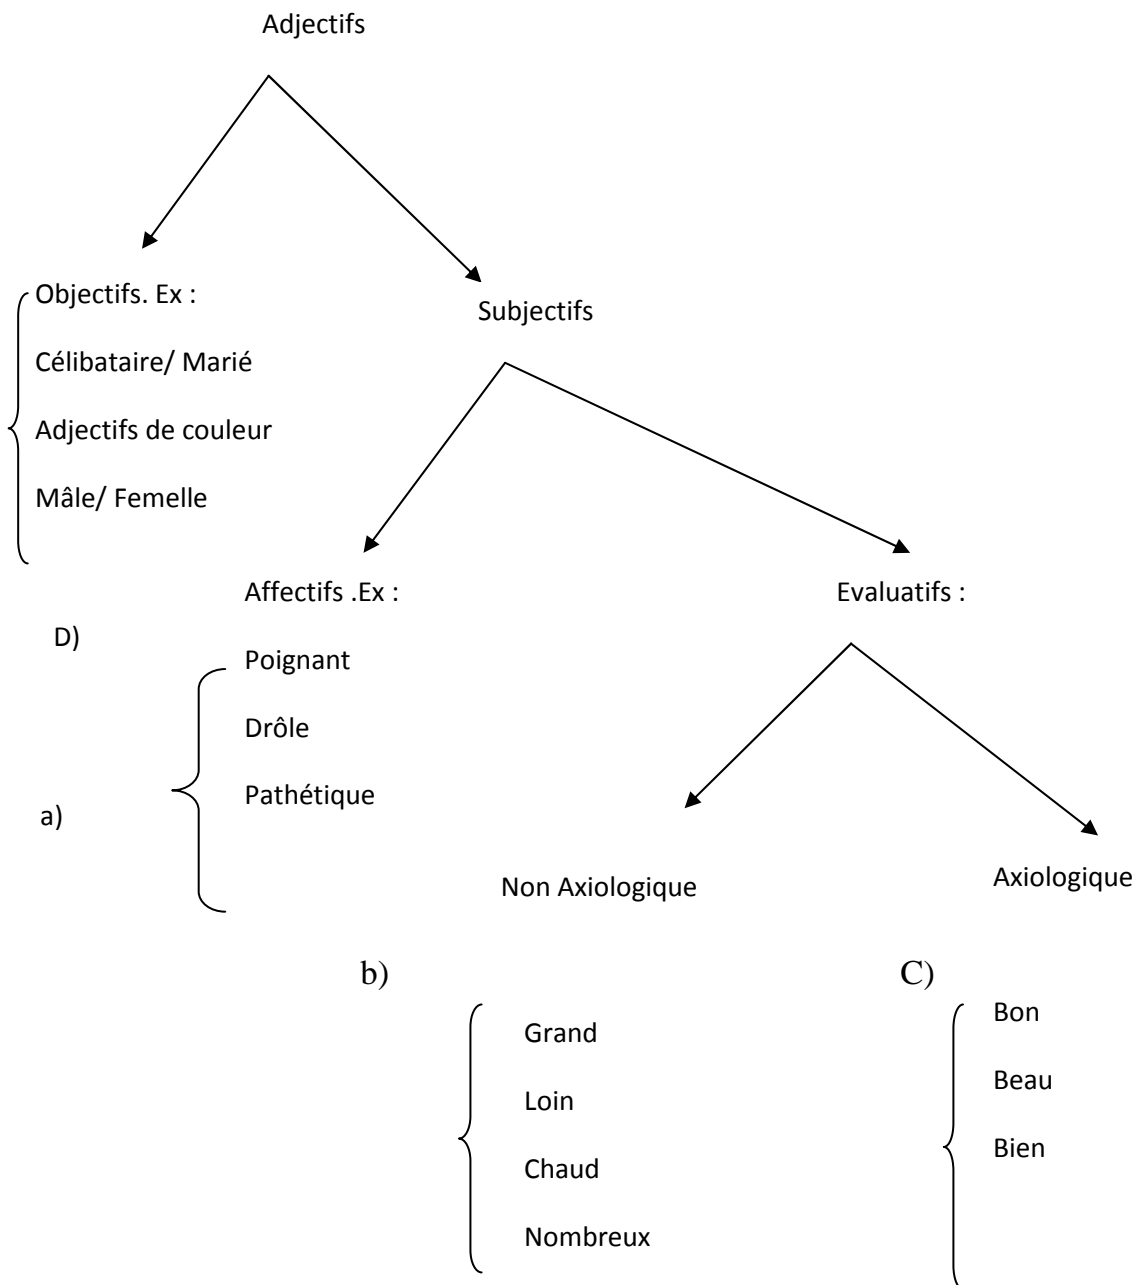 Adjectifs
Objectifs. Ex :
Subjectifs
Célibataire/ Marié
Adjectifs de couleur
Mâle/ Femelle
Affectifs .Ex :
Evaluatifs :
D)
Poignant
Drôle
Pathétique
a)
Non Axiologique
Axiologique
b)
C)
Grand
Loin
Chaud
Nombreux
Bon
Beau
Bien